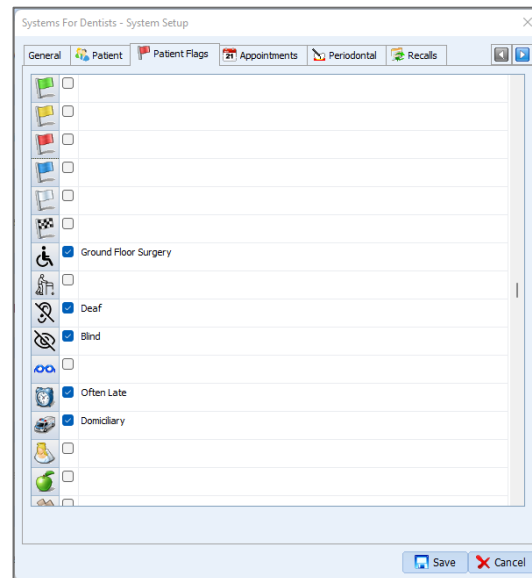 Systems For Dentists - System Setup
General Patient Patient Flags 21 Appointments Periodontal Recalls
Ground Floor Surgery
Deaf
Blind
Often Late
Domiciliary
Save Cancel